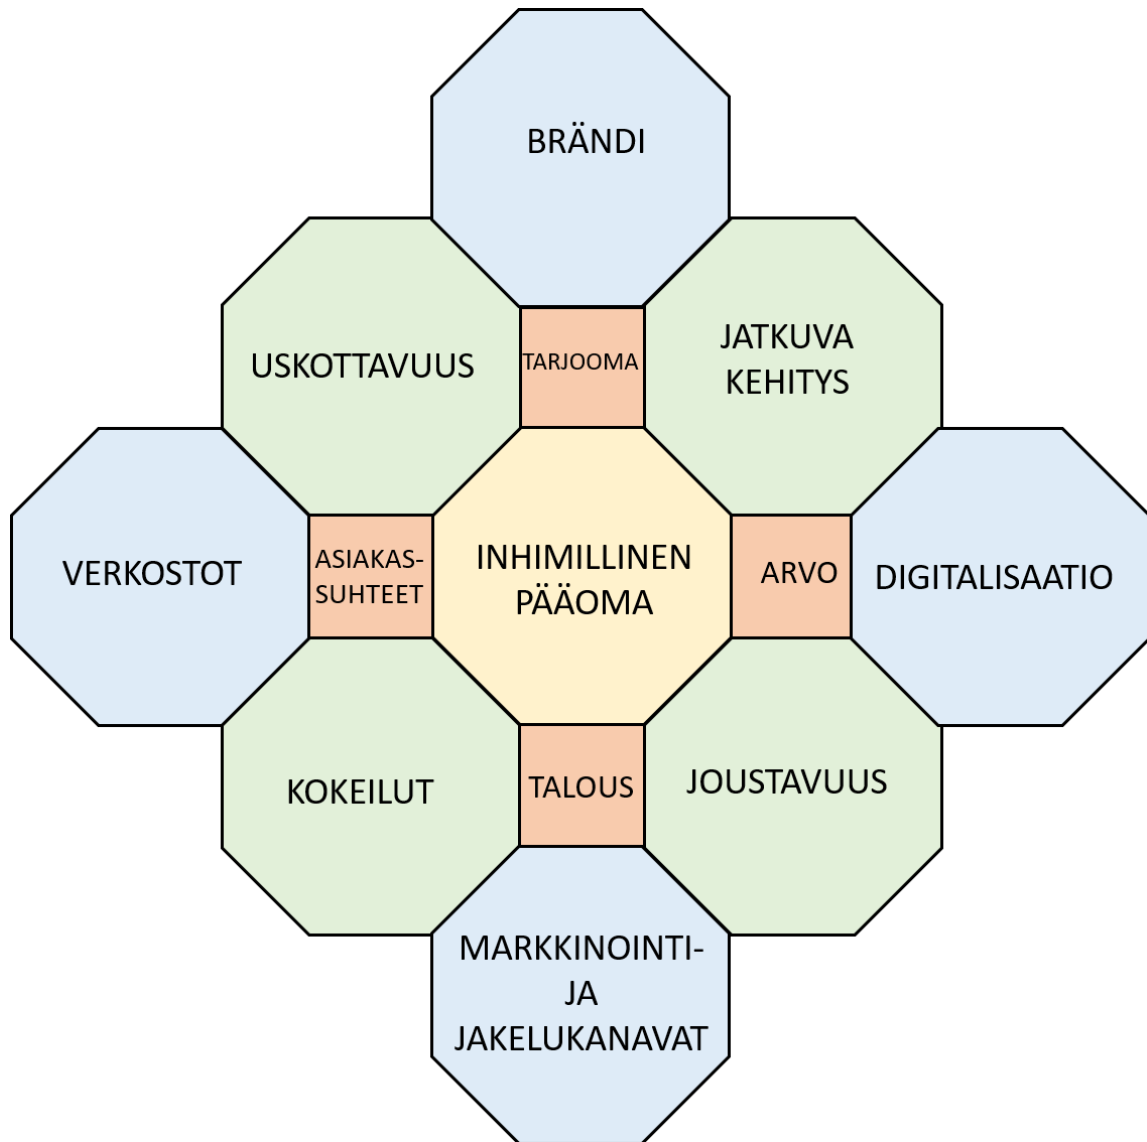 BRÄNDI
USKOTTAVUUS
TARJOOMA
JATKUVA
KEHITYS
VERKOSTOT
ASIAKAS-
SUHTEET
INHIMILLINEN
PÄÄOMA
ARVO
DIGITALISAATIO
KOKEILUT
TALOUS
JOUSTAVUUS
MARKKINOINTI-
JA
JAKELUKANAVAT